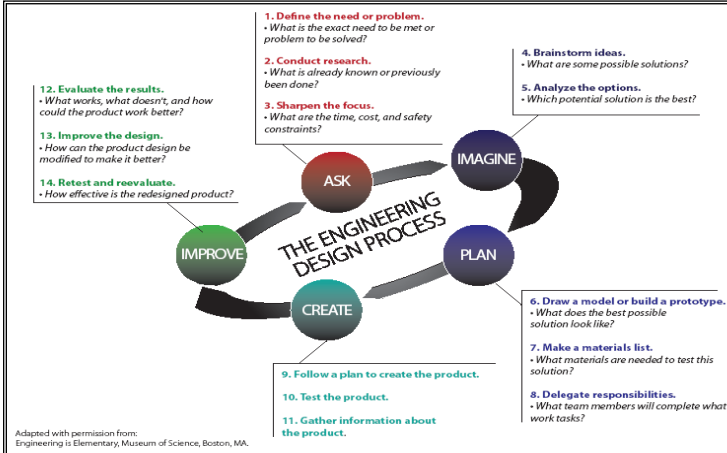 1. Define the need or problem.
• What is the exact need to be met or
problem to be solved?
2. Conduct research.
• What is already known or previously
been done?
3. Sharpen the focus.
• What are the time, cost, and safety
constraints?
4. Brainstorm ideas.
• What are some possible solutions?
5. Analyze the options.
• Which potential solution is the best?
12. Evaluate the results.
• What works, what doesn't, and how
could the product work better?
13. Improve the design.
• How can the product design be
modified to make it better?
14. Retest and reevaluate.
• How effective is the redesigned product?
ASK
IMAGINE
THE ENGINEERING
DESIGN PROCESS
IMPROVE
PLAN
CREATE
6. Draw a model or build a prototype.
• What does the best possible
solution look like?
7. Make a materials list.
• What materials are needed to test this
solution?
8. Delegate responsibilities.
• What team members will complete what
work tasks?
9. Follow a plan to create the product.
10. Test the product.
11. Gather information about
the product.
Adapted with permission from:
Engineering is Elementary, Museum of Science, Boston, MA.